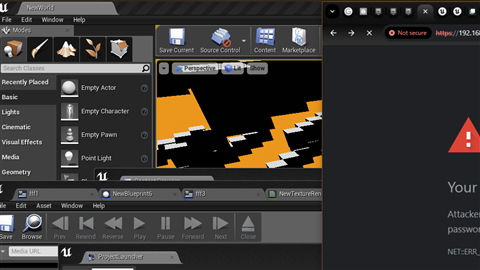 NewWorld
File Edit Window Help
Modes
Save Current Source Control Content Marketplace
Search Classes
Recently Placed
Basic
Lights
Cinematic
Visual Effects
Media
Geometry
Empty Actor
Empty Character
Empty Pawn
Point Light
Perspective Lit Show
Not secure https://192.16
Your
Attacker
password
NET::ERR_
fff1 NewBlueprint6 fff3 NewTextureRen
File Edit Asset Window Help
Save Browse Prev Rewind Reverse Play Pause Forward Next Close
Media URL
ProjectLauncher